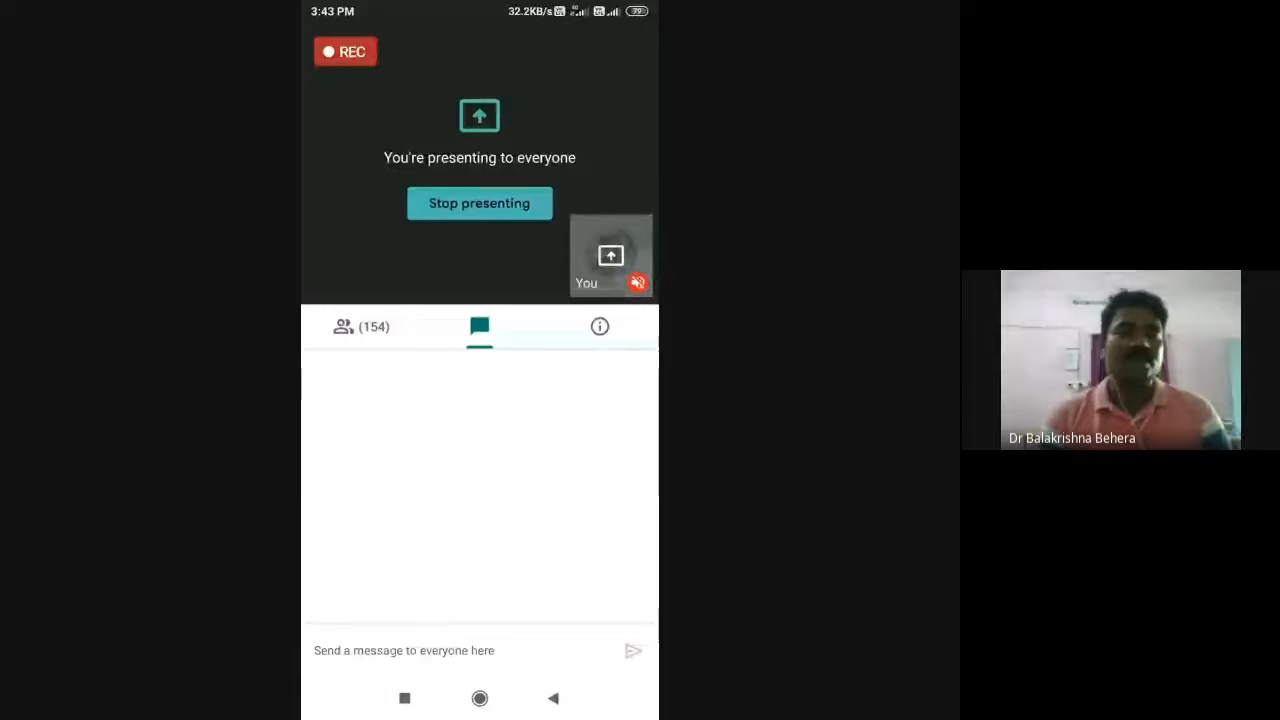 3:43 PM
32.2KB/s
79
REC
You're presenting to everyone
Stop presenting
You
(154)
Dr Balakrishna Behera
Send a message to everyone here